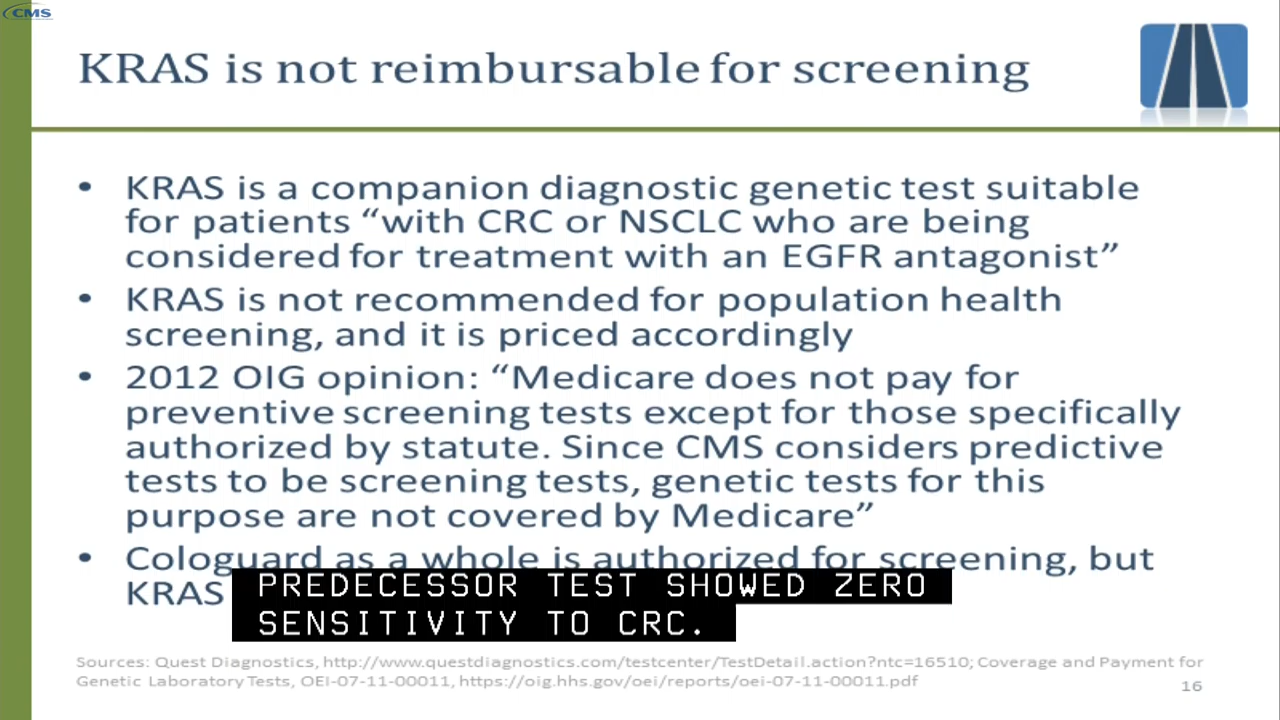 CMS
KRAS is not reimbursable for screening
• KRAS is a companion diagnostic genetic test suitable
for patients “with CRC or NSCLC who are being
considered for treatment with an EGFR antagonist”
• KRAS is not recommended for population health
screening, and it is priced accordingly
• 2012 OIG opinion: “Medicare does not pay for
preventive screening tests except for those specifically
authorized by statute. Since CMS considers predictive
tests to be screening tests, genetic tests for this
purpose are not covered by Medicare”
• Cologuard as a whole is authorized for screening, but
KRAS
PREDECESSOR TEST SHOWED ZERO
SENSITIVITY TO CRC.
Sources: Quest Diagnostics, http://www.questdiagnostics.com/testcenter/TestDetail.action?ntc=16510; Coverage and Payment for
Genetic Laboratory Tests, OEI-07-11-00011, https://oig.hhs.gov/oei/reports/oei-07-11-00011.pdf
16